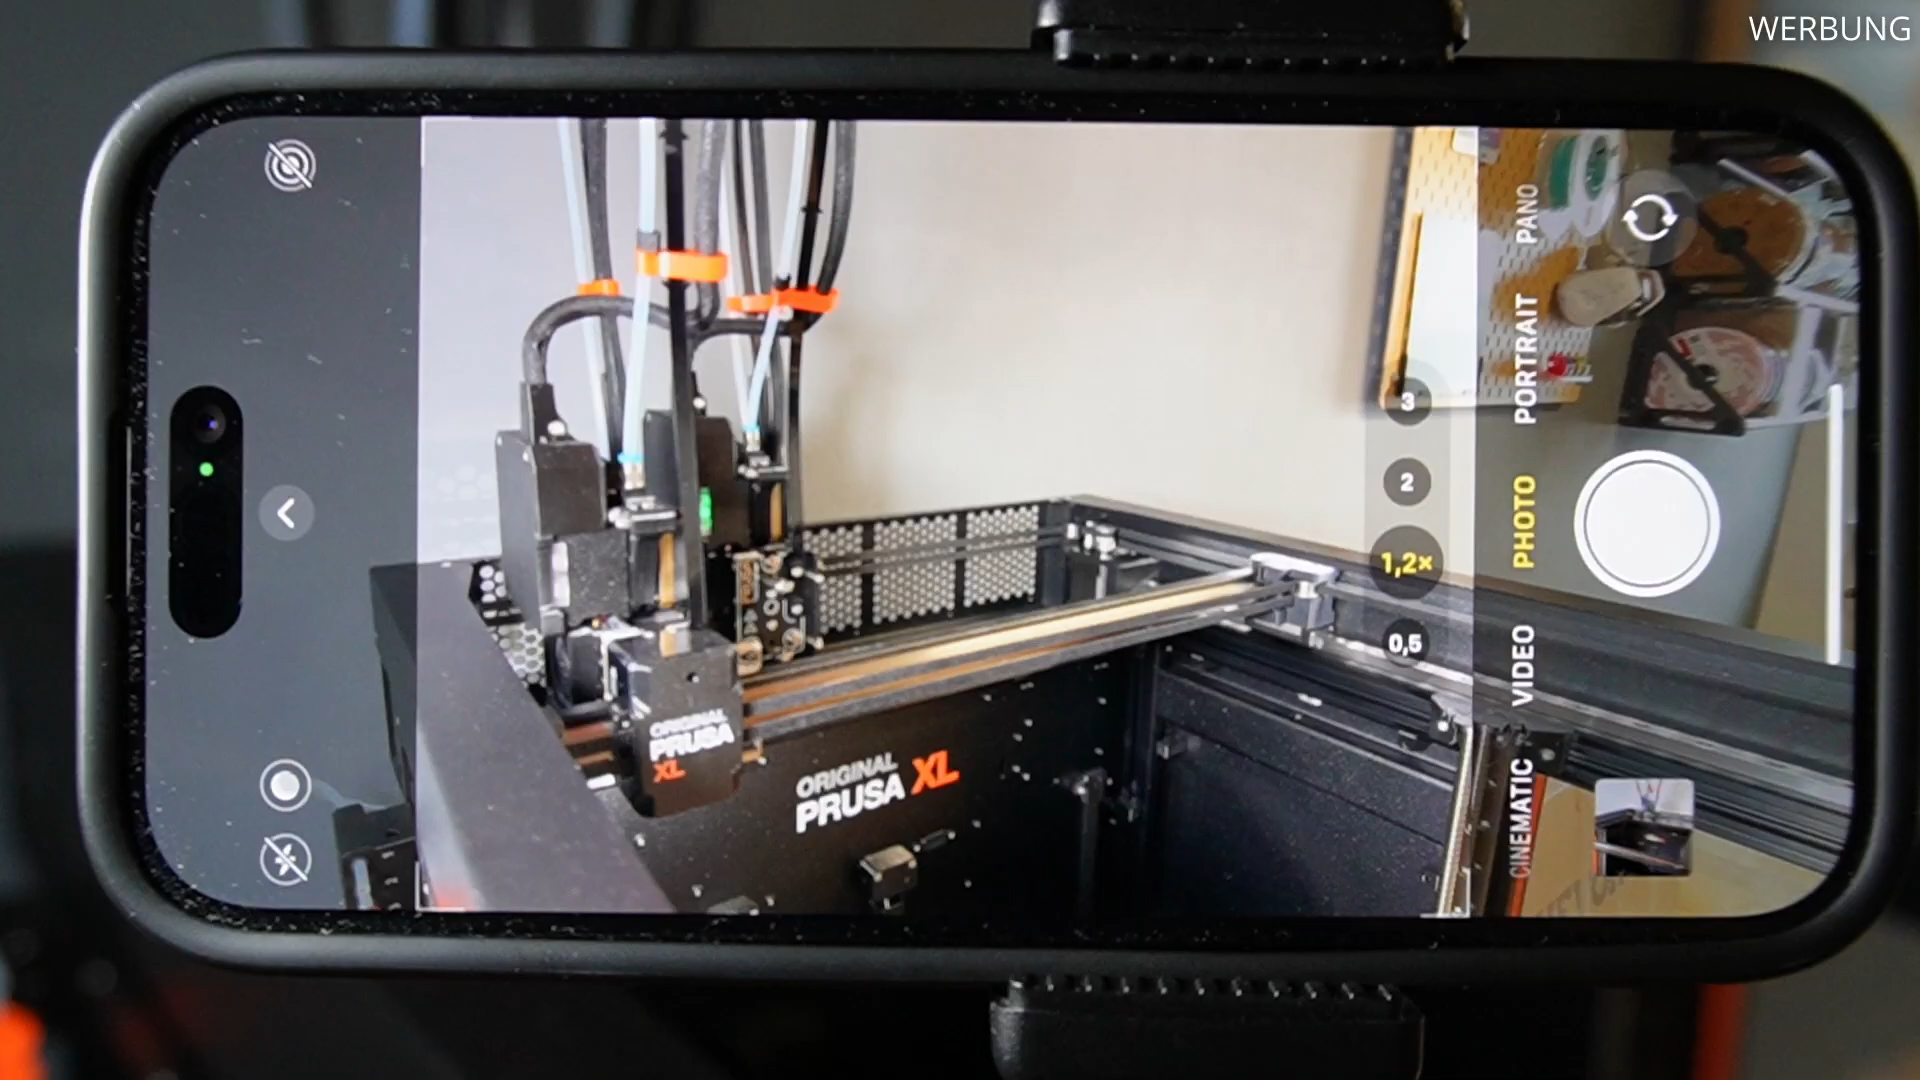 WERBUNG
PANO
PORTRAIT
PHOTO
VIDEO
CINEMATIC
3
2
1,2×
0,5
ORIGINAL
PRUSA
XL
ORIGINAL
PRUSA XL